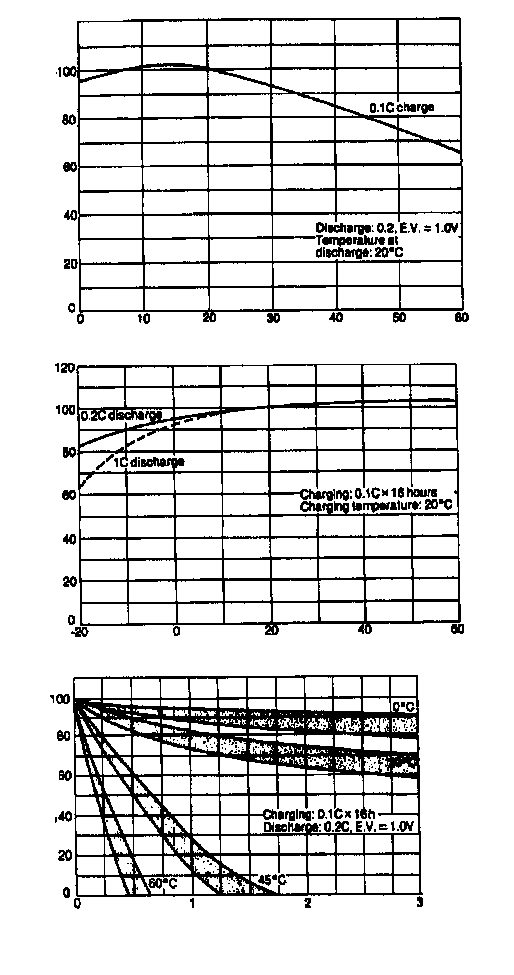 100
80
60
40
20
0
0 10 20 30 40 50 60
0.1C charge
Discharge: 0.2, E.V. = 1.0V
Temperature at
discharge: 20°C
120
100
80
60
40
20
0
-20 0 20 40 60
0.2C discharge
1C discharge
Charging: 0.1C × 16 hours
Charging temperature: 20°C
100
80
60
40
20
0
0 1 2 3
0°C
Charging: 0.1C × 16h
Discharge: 0.2C, E.V. = 1.0V
60°C
45°C